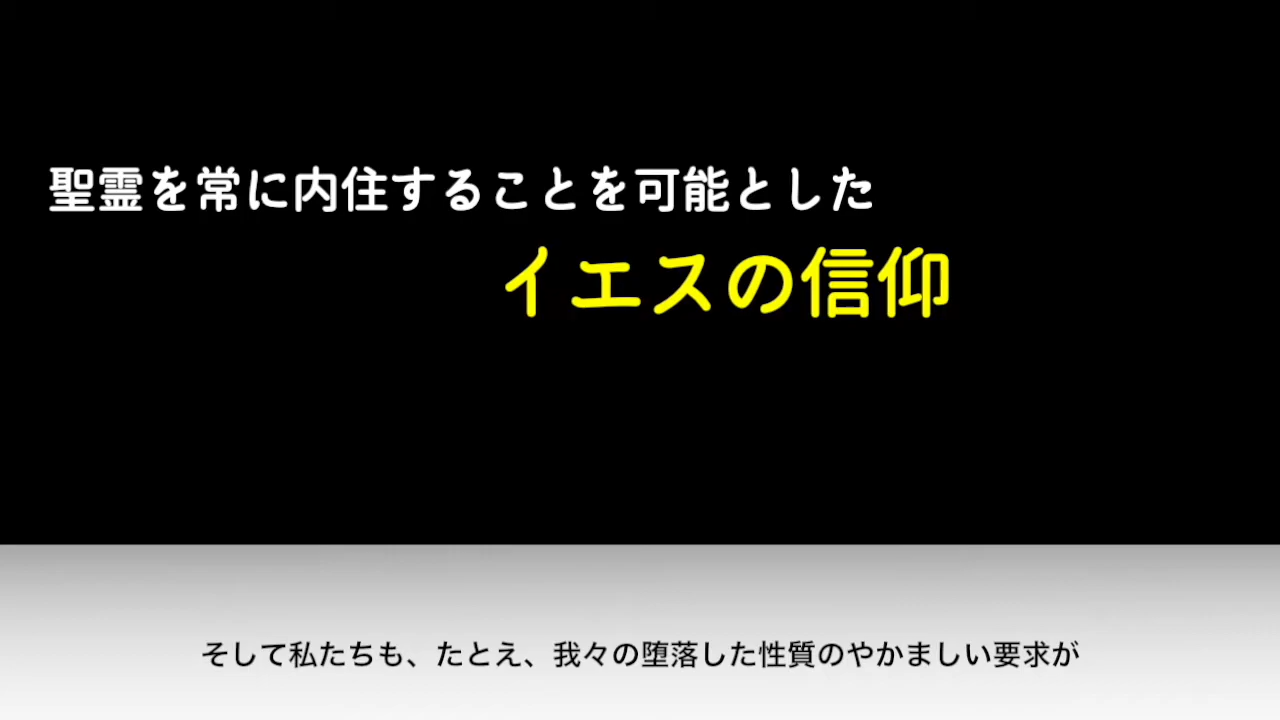 聖霊を常に内住することを可能とした
イエスの信仰
そして私たちも、たとえ、我々の堕落した性質のやかましい要求が